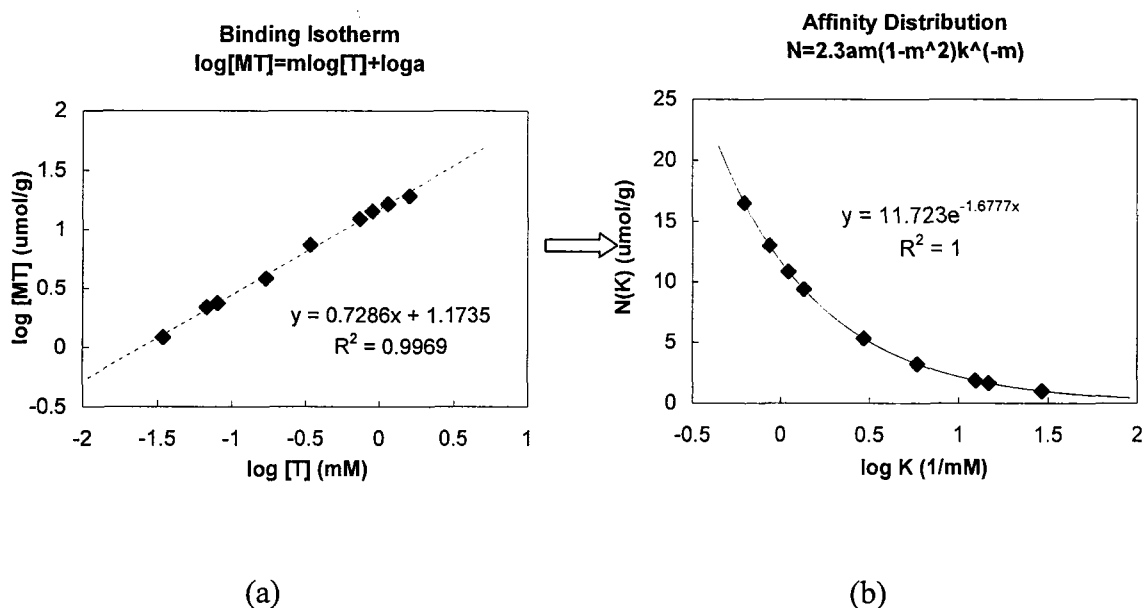 Binding Isotherm
log[MT]=mlog[T]+loga
2
1.5
1
0.5
0
-0.5
log [MT] (umol/g)
y = 0.7286x + 1.1735
R² = 0.9969
-2 -1.5 -1 -0.5 0 0.5 1
log [T] (mM)
(a)
Affinity Distribution
N=2.3am(1-m^2)k^(-m)
25
20
15
10
5
0
N(K) (umol/g)
y = 11.723e^-1.6777x
R² = 1
-0.5 0 0.5 1 1.5 2
log K (1/mM)
(b)